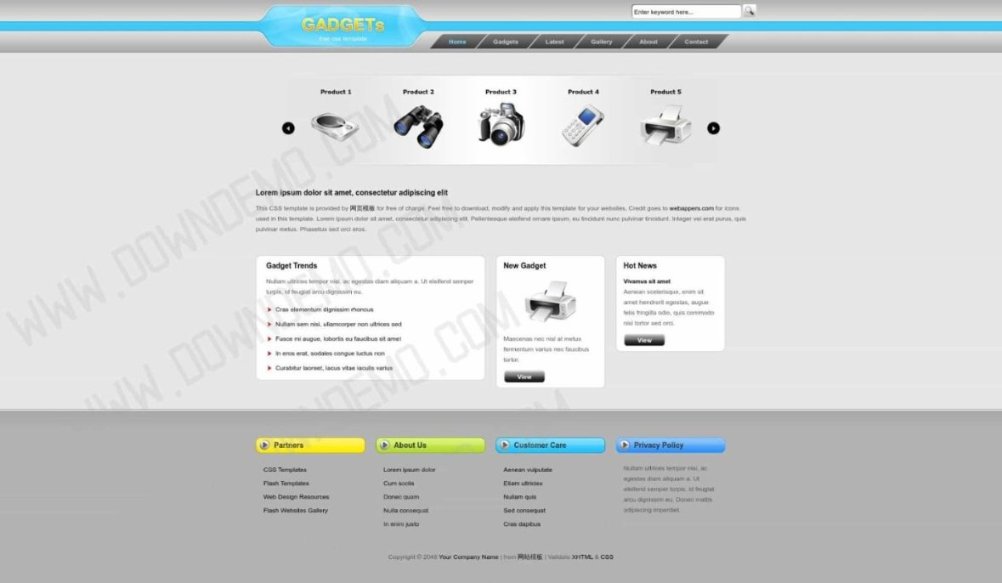 GADGETs
free css template
Enter keyword here...
Home Gadgets Latest Gallery About Contact
Product 1 Product 2 Product 3 Product 4 Product 5
Lorem ipsum dolor sit amet, consectetur adipiscing elit
This CSS template is provided by 网页模板 for free of charge. Feel free to download, modify and apply this template for your websites. Credit goes to webappers.com for icons
used in this template. Lorem ipsum dolor sit amet, consectetur adipiscing elit. Pellentesque eleifend ornare ipsum, eu tincidunt nunc pulvinar tincidunt. Integer vel erat purus, quis
pulvinar metus. Phasellus sed orci eros.
Gadget Trends
Nullam ultrices tempor nisi, ac egestas diam aliquam a. Ut eleifend semper
turpis, id feugiat arcu dignissim eu.
Cras elementum dignissim rhoncus
Nullam sem nisi, ullamcorper non ultrices sed
Fusce mi augue, lobortis eu faucibus sit amet
In eros erat, sodales congue luctus non
Curabitur laoreet, lacus vitae iaculis varius
New Gadget
Maecenas nec nisl at metus
fermentum varius nec faucibus
tortor.
View
Hot News
Vivamus sit amet
Aenean scelerisque, enim sit
amet hendrerit egestas, augue
felis fringilla odio, quis commodo
nisl tortor sed orci.
View
Partners
CSS Templates
Flash Templates
Web Design Resources
Flash Websites Gallery
About Us
Lorem ipsum dolor
Cum sociis
Donec quam
Nulla consequat
In enim justo
Customer Care
Aenean vulputate
Etiam ultricies
Nullam quis
Sed consequat
Cras dapibus
Privacy Policy
Nullam ultrices tempor nisi, ac
egestas diam aliquam a. Ut
eleifend semper turpis, id feugiat
arcu dignissim eu. Donec mattis
adipiscing imperdiet.
Copyright © 2048 Your Company Name | from 网站模板 | Validate XHTML & CSS
WWW.DOWNDEMO.COM
WWW.DOWNDEMO.COM